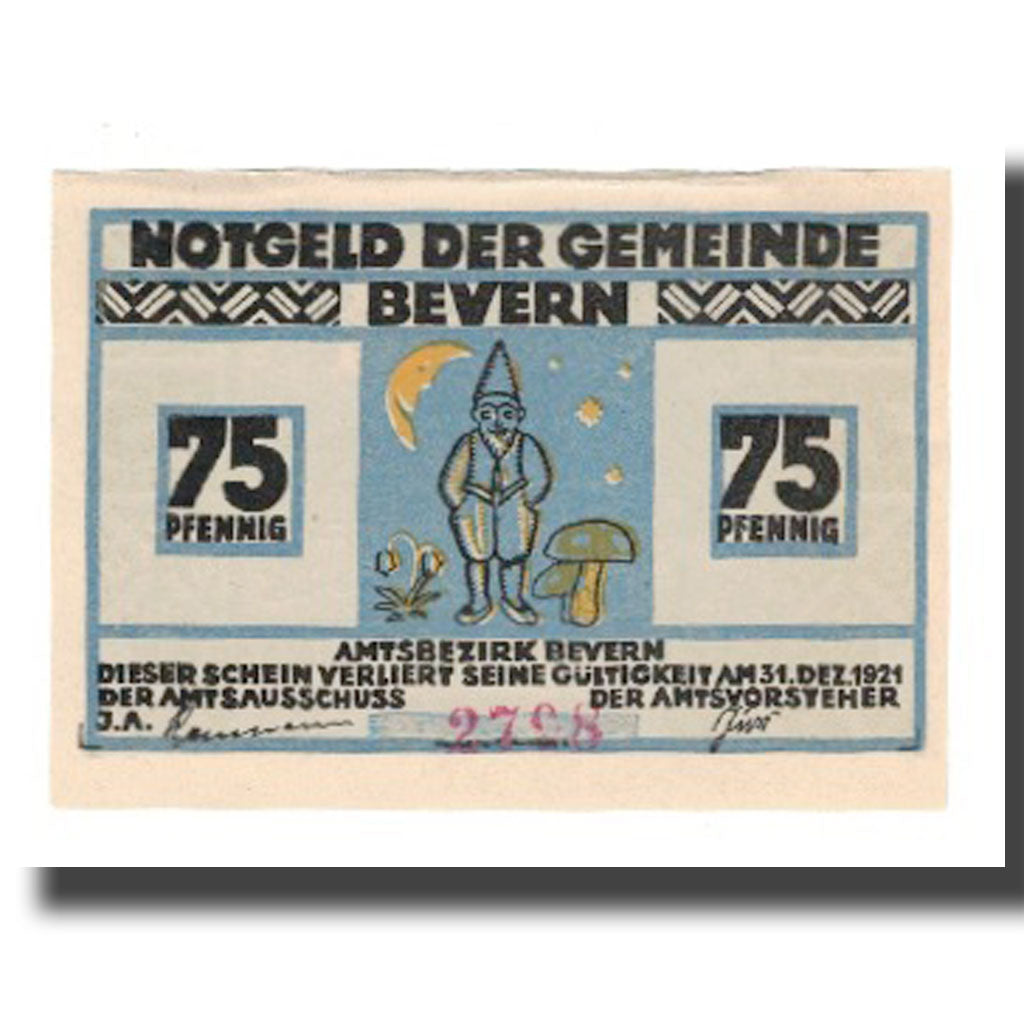 NOTGELD DER GEMEINDE
BEVERN
75 75
PFENNIG PFENNIG
AMTSBEZIRK BEVERN
DIESER SCHEIN VERLIERT SEINE GÜLTIGKEIT AM 31. DEZ. 1921
DER AMTSAUSSCHUSS DER AMTSVORSTEHER
J.A.